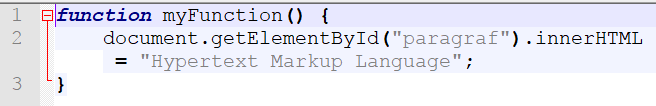 1 function myFunction() {
2 document.getElementById("paragraf").innerHTML
= "Hypertext Markup Language";
3 }